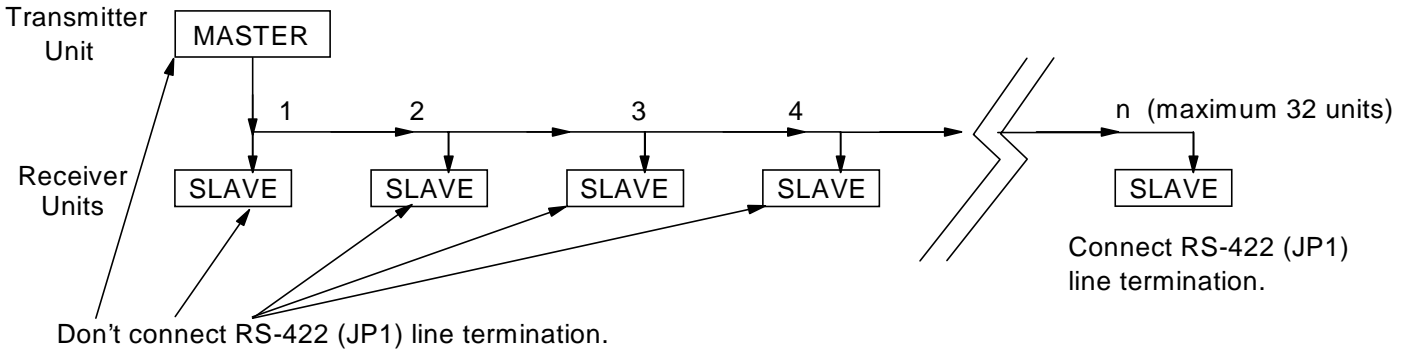 Transmitter
Unit
MASTER
1 2 3 4 n (maximum 32 units)
Receiver
Units
SLAVE SLAVE SLAVE SLAVE SLAVE
Connect RS-422 (JP1)
line termination.
Don't connect RS-422 (JP1) line termination.